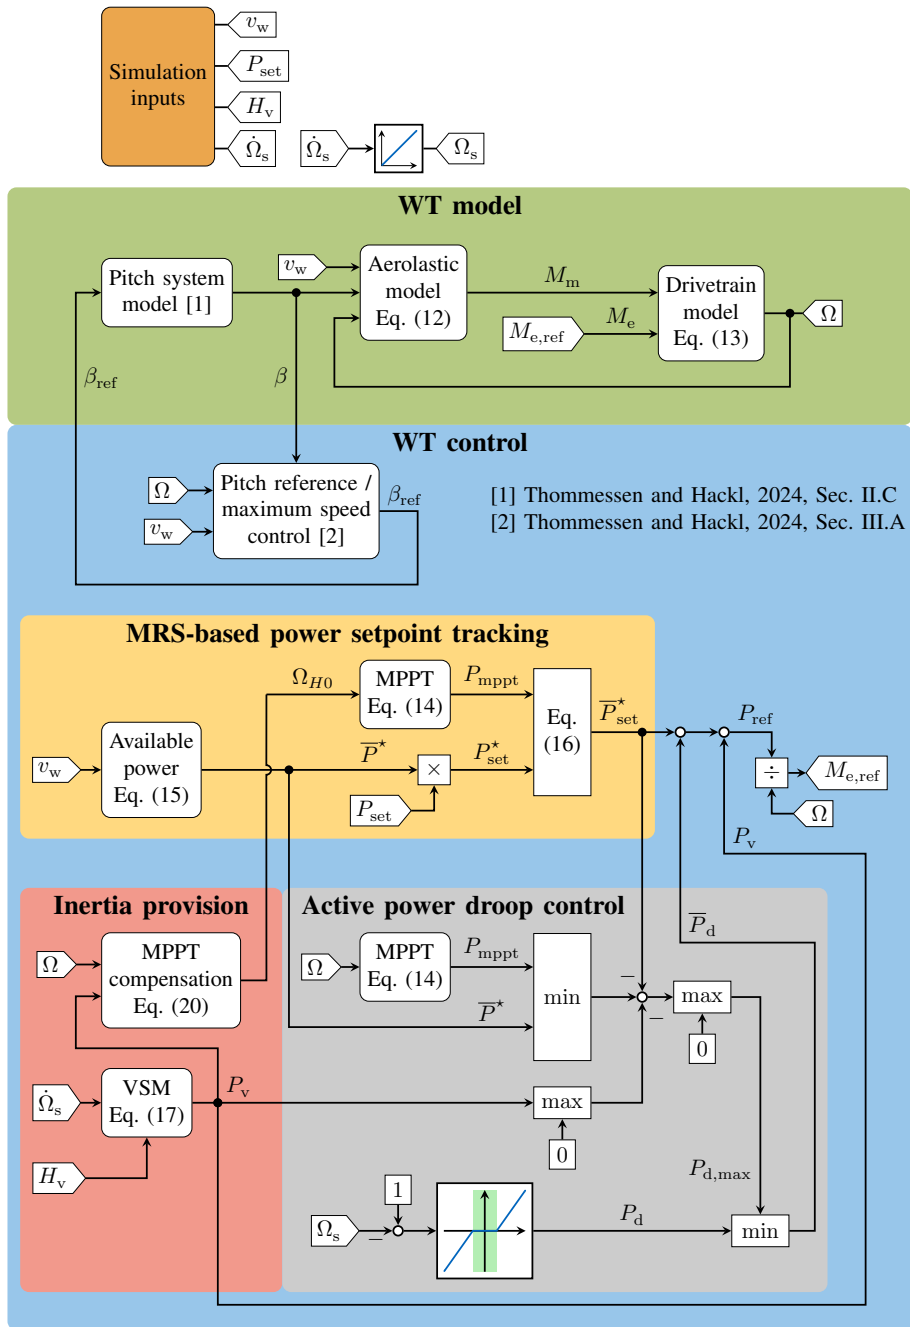 Simulation
inputs
v_w
P_set
H_v
Ω̇_s
Ω̇_s
Ω_s
WT model
Pitch system
model [1]
v_w
Aerolastic
model
Eq. (12)
M_m
M_e,ref
M_e
Drivetrain
model
Eq. (13)
Ω
β_ref
β
WT control
Ω
v_w
Pitch reference /
maximum speed
control [2]
β_ref
[1] Thommessen and Hackl, 2024, Sec. II.C
[2] Thommessen and Hackl, 2024, Sec. III.A
MRS-based power setpoint tracking
Ω_H0
MPPT
Eq. (14)
P_mppt
Eq.
(16)
P̅*_set
P_ref
v_w
Available
power
Eq. (15)
P̅*
×
P*_set
P_set
÷
M_e,ref
Ω
P_v
Inertia provision
Active power droop control
P̅_d
Ω
MPPT
compensation
Eq. (20)
Ω
MPPT
Eq. (14)
P_mppt
P̅*
min
−
−
max
0
Ω̇_s
VSM
Eq. (17)
P_v
max
0
H_v
P_d,max
1
Ω_s
−
P_d
min